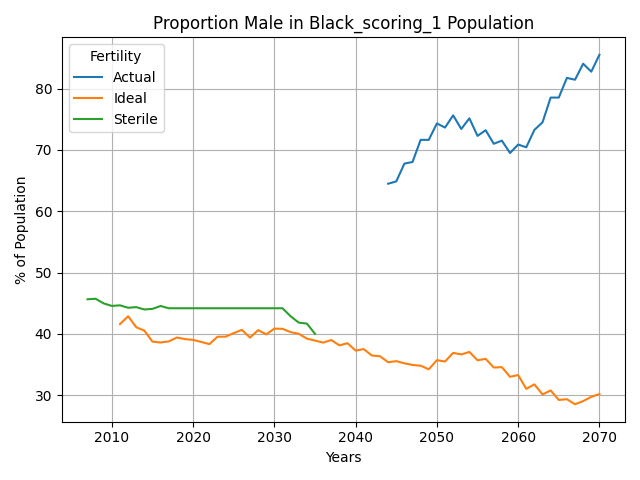 Proportion Male in Black_scoring_1 Population
Fertility
Actual
Ideal
Sterile
% of Population
80
70
60
50
40
30
2010 2020 2030 2040 2050 2060 2070
Years